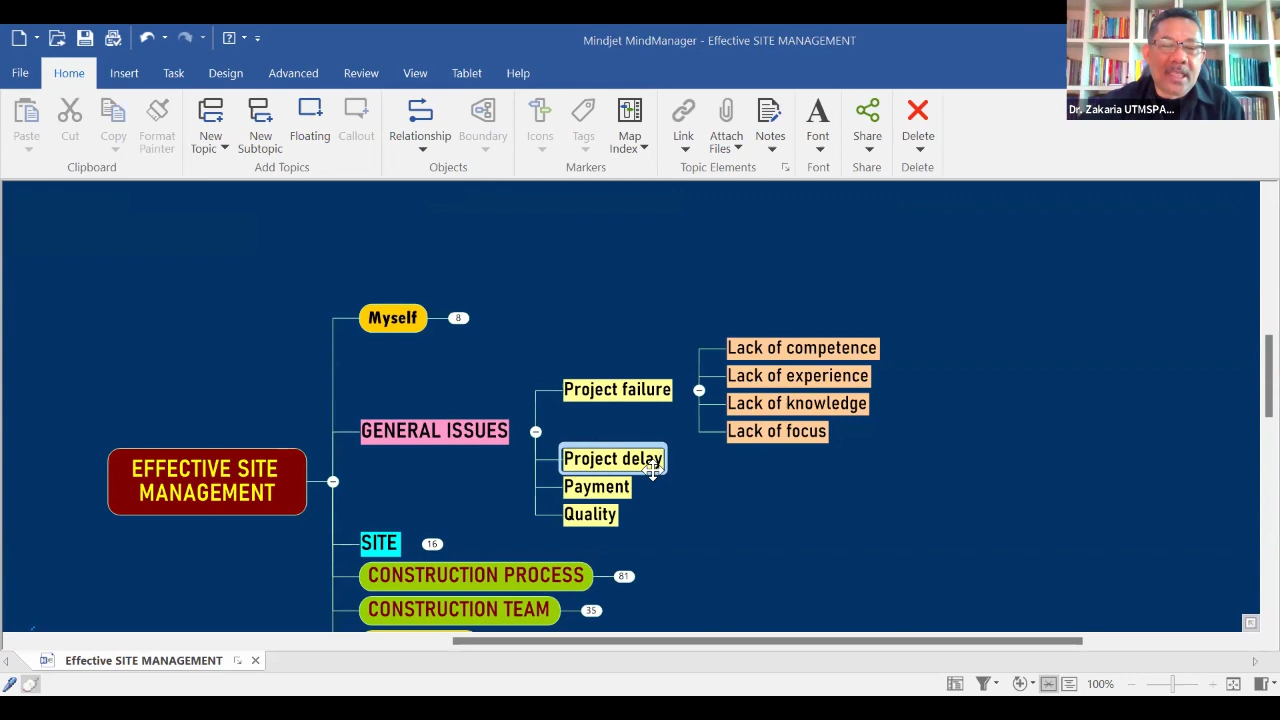 Mindjet MindManager - Effective SITE MANAGEMENT
Dr. Zakaria UTMSPA...
File Home Insert Task Design Advanced Review View Tablet Help
Paste
Cut
Copy
Format
Painter
New
Topic
New
Subtopic
Floating
Callout
Relationship
Boundary
Icons
Tags
Map
Index
Link
Attach
Files
Notes
Font
Share
Delete
Clipboard
Add Topics
Objects
Markers
Topic Elements
Font
Share
Delete
Myself 8
Lack of competence
Lack of experience
Lack of knowledge
Lack of focus
Project failure
GENERAL ISSUES
Project delay
Payment
Quality
EFFECTIVE SITE
MANAGEMENT
SITE 16
CONSTRUCTION PROCESS 81
CONSTRUCTION TEAM 35
Effective SITE MANAGEMENT
100%